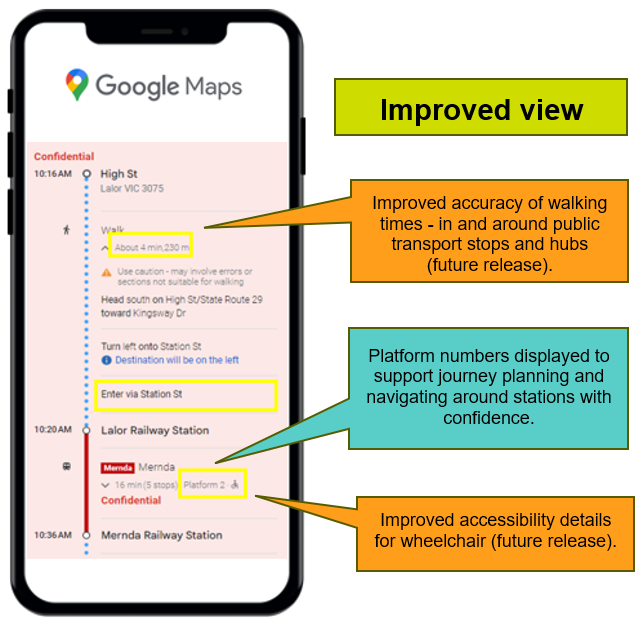 Google Maps
Improved view
Confidential
10:16 AM High St
Lalor VIC 3075
Walk
About 4 min, 230 m
Use caution - may involve errors or
sections not suitable for walking
Head south on High St/State Route 29
toward Kingsway Dr
Turn left onto Station St
Destination will be on the left
Enter via Station St
10:20 AM Lalor Railway Station
Mernda Mernda
16 min (5 stops) Platform 2 ·
Confidential
10:36 AM Mernda Railway Station
Improved accuracy of walking
times - in and around public
transport stops and hubs
(future release).
Platform numbers displayed to
support journey planning and
navigating around stations with
confidence.
Improved accessibility details
for wheelchair (future release).